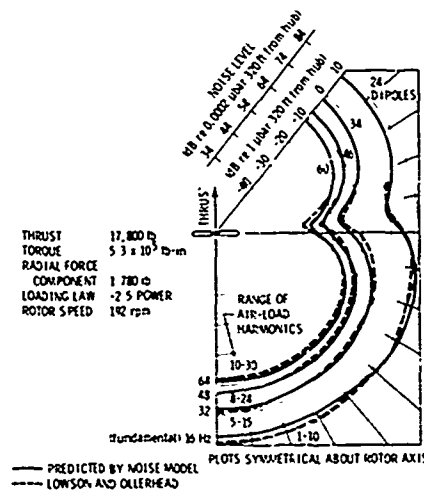 NOISE LEVEL
(dB re 0.0002 μbar 320 ft from hub)
34 44 54 64 74 84
(dB re 1 μbar 320 ft from hub)
-40 -30 -20 -10 0 10
24
DIPOLES
34
THRUST
THRUST 17,800 lb
TORQUE 5.3 x 10 lb-in
RADIAL FORCE
COMPONENT 1 780 lb
LOADING LAW -2 5 POWER
ROTOR SPEED 192 rpm
RANGE OF
AIR-LOAD
HARMONICS
10-30
64
48
8-24
32
5-15
(fundamental) 16 Hz
1-10
PLOTS SYMMETRICAL ABOUT ROTOR AXIS
PREDICTED BY NOISE MODEL
LOWSON AND OLLERHEAD